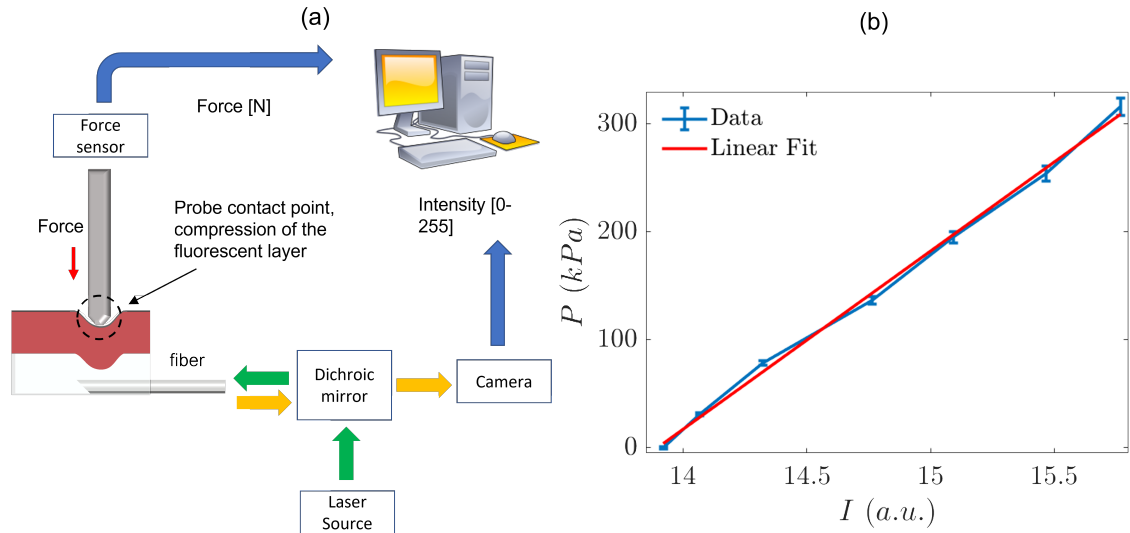 (a)
Force [N]
Force
sensor
Force
Probe contact point,
compression of the
fluorescent layer
Intensity [0-
255]
fiber
Dichroic
mirror
Camera
Laser
Source
(b)
Data
Linear Fit
P (kPa)
300
200
100
0
14
14.5
15
15.5
I (a.u.)